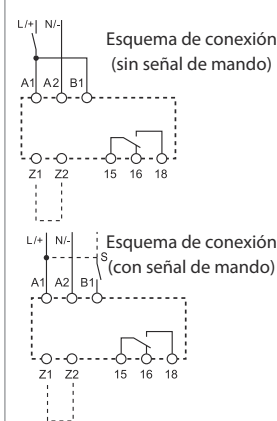 L/+ N/-
Esquema de conexión
(sin señal de mando)
A1 A2 B1
Z1 Z2 15 16 18
L/+ N/-
Esquema de conexión
S
(con señal de mando)
A1 A2 B1
Z1 Z2 15 16 18